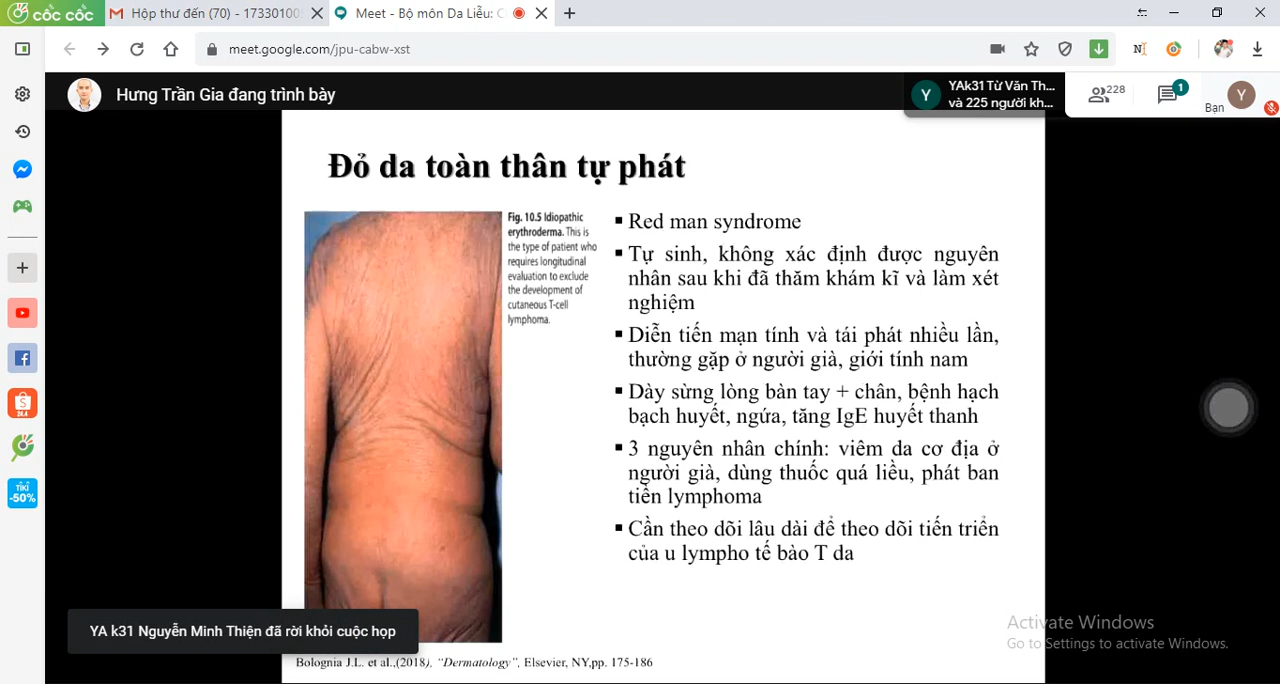 cốc cốc
Hộp thư đến (70) - 17330100
Meet - Bộ môn Da Liễu: C
meet.google.com/jpu-cabw-xst
Hưng Trần Gia đang trình bày
Y
YAk31 Từ Văn Th...
và 225 người kh...
228
1
Bạn
Y
Đỏ da toàn thân tự phát
Fig. 10.5 Idiopathic
erythroderma. This is
the type of patient who
requires longitudinal
evaluation to exclude
the development of
cutaneous T-cell
lymphoma.
▪ Red man syndrome
▪ Tự sinh, không xác định được nguyên
nhân sau khi đã thăm khám kĩ và làm xét
nghiệm
▪ Diễn tiến mạn tính và tái phát nhiều lần,
thường gặp ở người già, giới tính nam
▪ Dày sừng lòng bàn tay + chân, bệnh hạch
bạch huyết, ngứa, tăng IgE huyết thanh
▪ 3 nguyên nhân chính: viêm da cơ địa ở
người già, dùng thuốc quá liều, phát ban
tiền lymphoma
▪ Cần theo dõi lâu dài để theo dõi tiến triển
của u lympho tế bào T da
TIKI
-50%
YA k31 Nguyễn Minh Thiện đã rời khỏi cuộc họp
Activate Windows
Go to Settings to activate Windows.
Bolognia J.L. et al.,(2018), “Dermatology”, Elsevier, NY,pp. 175-186